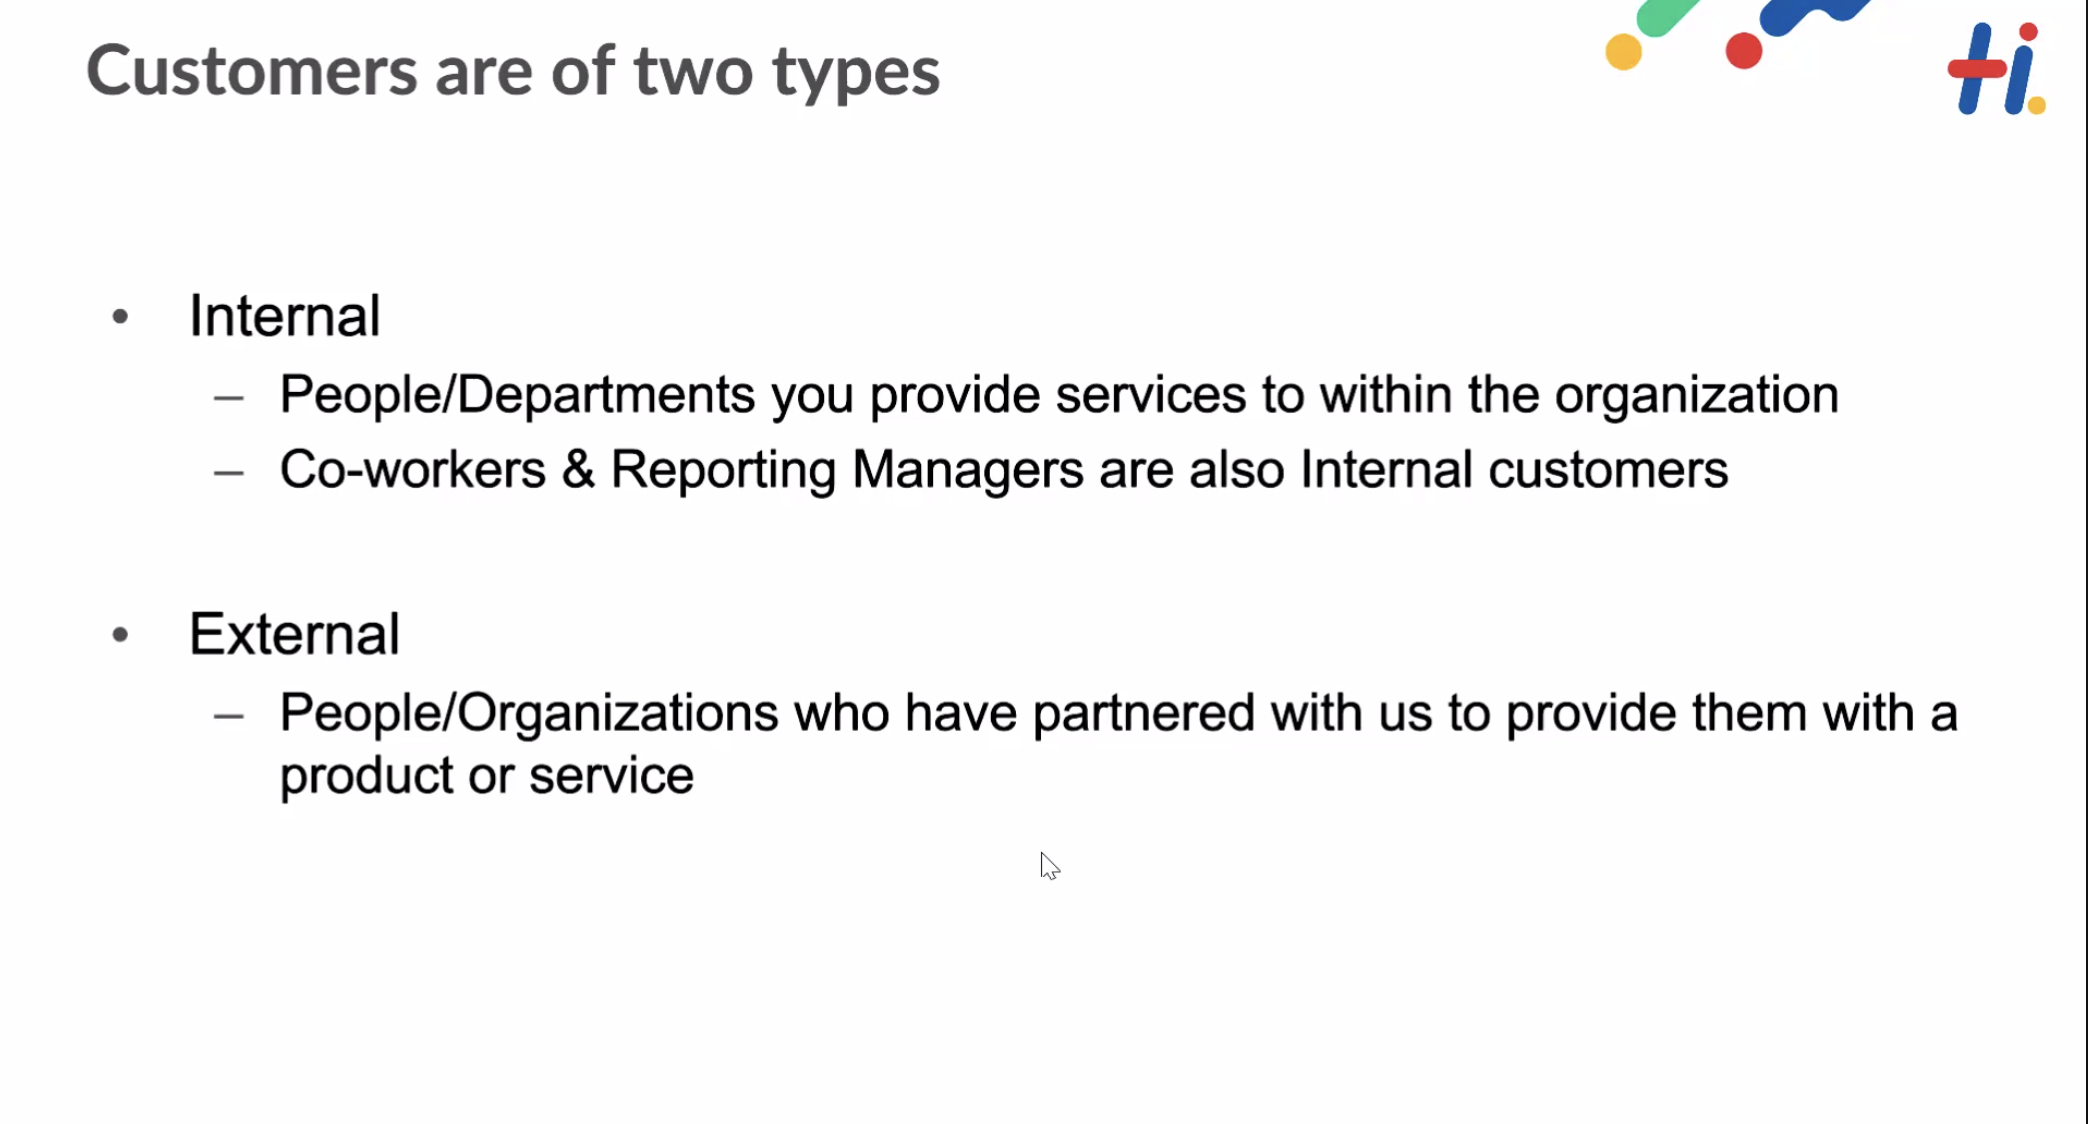 Customers are of two types
Hi.
• Internal
– People/Departments you provide services to within the organization
– Co-workers & Reporting Managers are also Internal customers
• External
– People/Organizations who have partnered with us to provide them with a
product or service